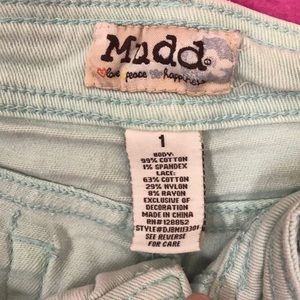 Mudd
love peace happiness
1
BODY:
99% COTTON
1% SPANDEX
LACE:
63% COTTON
29% NYLON
8% RAYON
EXCLUSIVE OF
DECORATION
MADE IN CHINA
RN#128852
SEE REVERSE
FOR CARE